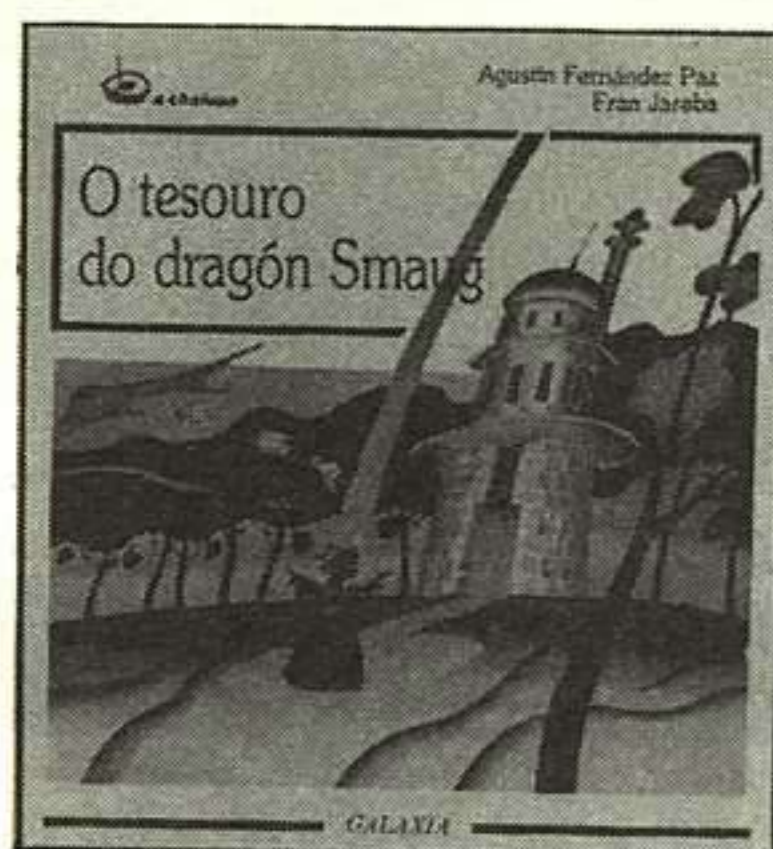 Agustín Fernández Paz
Fran Jaraba
O tesouro
do dragón Smaug
GALAXIA